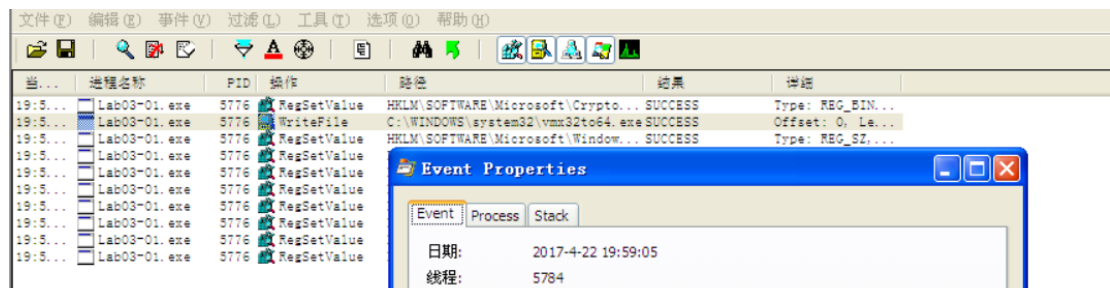 文件(F) 编辑(E) 事件(V) 过滤(L) 工具(T) 选项(O) 帮助(H)
当... 进程名称 PID 操作 路径 结果 详细
19:5... Lab03-01.exe 5776 RegSetValue HKLM\SOFTWARE\Microsoft\Crypto... SUCCESS Type: REG_BIN...
19:5... Lab03-01.exe 5776 WriteFile C:\WINDOWS\system32\vmx32to64.exe SUCCESS Offset: 0, Le...
19:5... Lab03-01.exe 5776 RegSetValue HKLM\SOFTWARE\Microsoft\Window... SUCCESS Type: REG_SZ,...
19:5... Lab03-01.exe 5776 RegSetValue
19:5... Lab03-01.exe 5776 RegSetValue
19:5... Lab03-01.exe 5776 RegSetValue
19:5... Lab03-01.exe 5776 RegSetValue
19:5... Lab03-01.exe 5776 RegSetValue
19:5... Lab03-01.exe 5776 RegSetValue
19:5... Lab03-01.exe 5776 RegSetValue
Event Properties
Event Process Stack
日期: 2017-4-22 19:59:05
线程: 5784